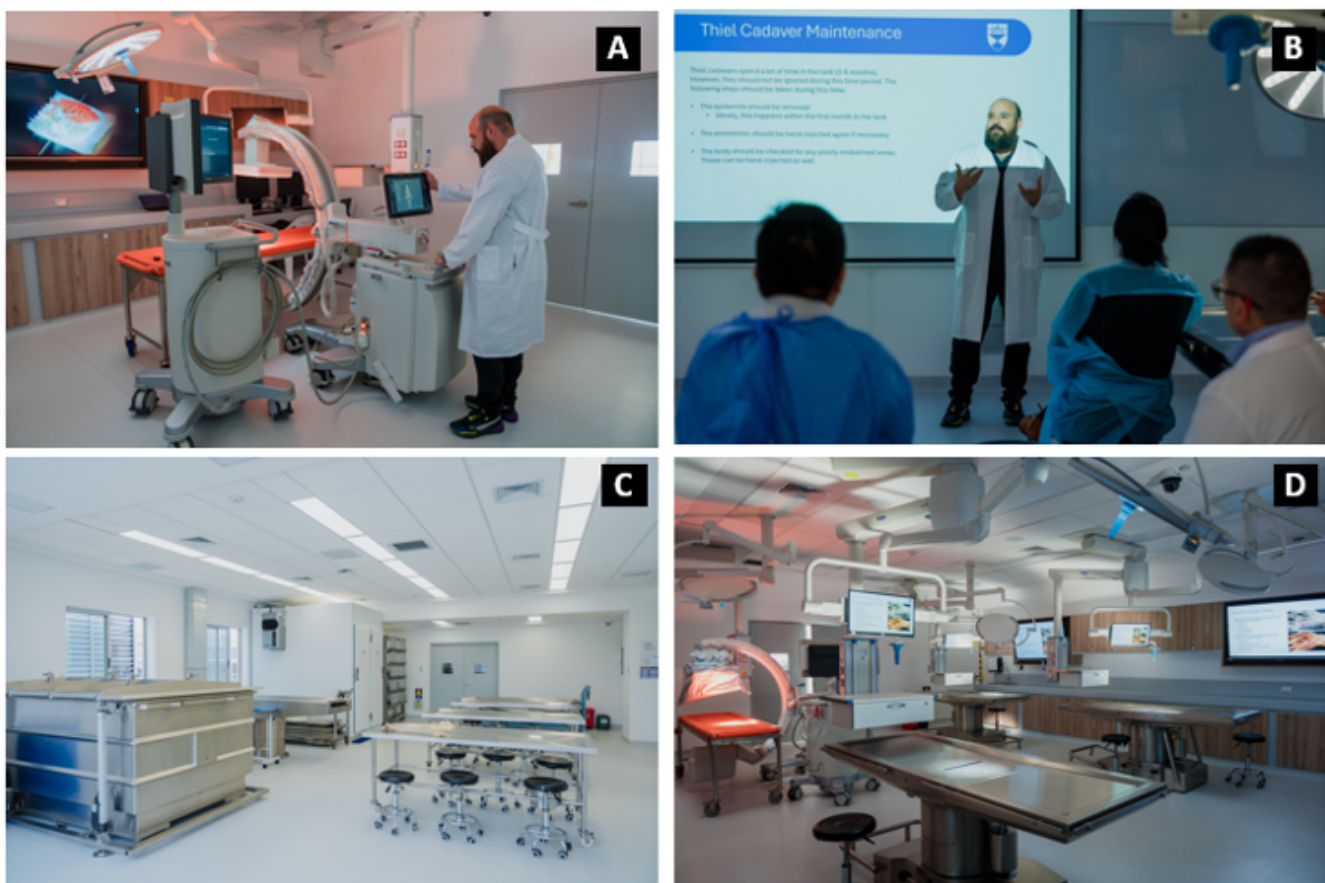 A
B
Thiel Cadaver Maintenance
Thiel cadavers spend a lot of time in the tank (3-6 months).
However, they should not be ignored during this time period. The
following steps should be taken during this time:
• The epidermis should be removed
• Ideally, this happens within the first month in the tank
• The extremities should be hand-injected again if necessary
• The body should be checked for any poorly embalmed areas.
These can be hand-injected as well
C
D